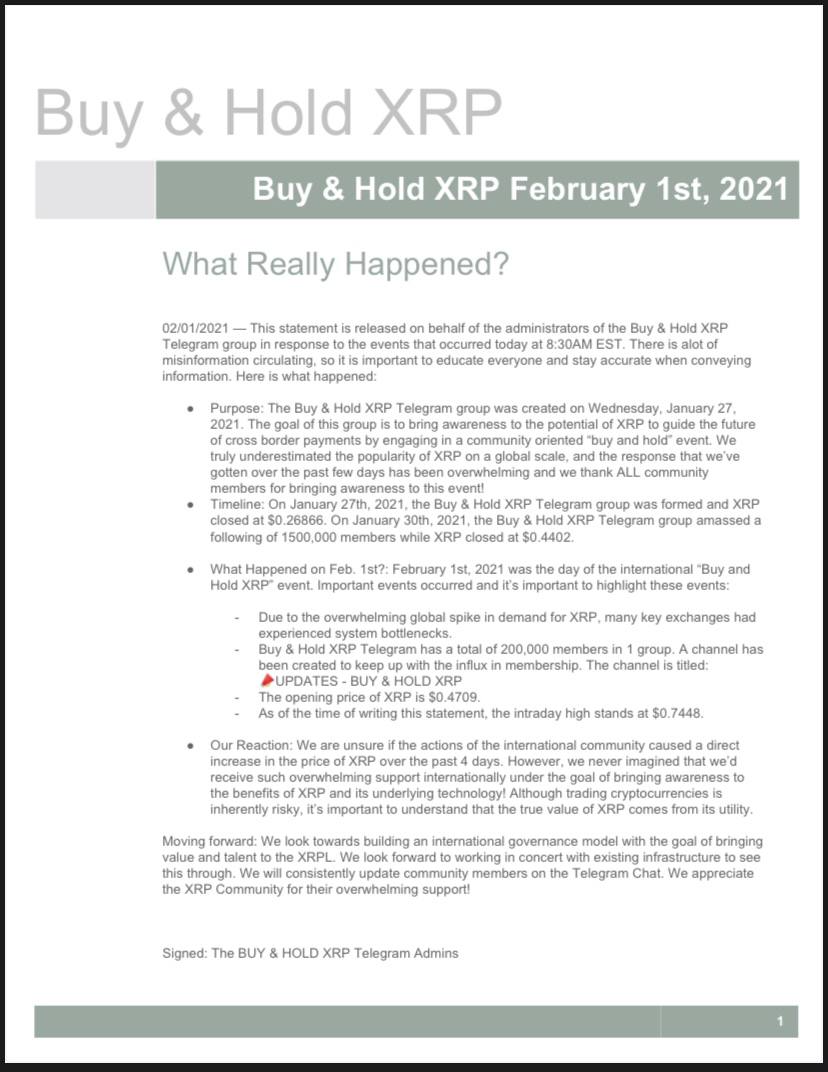 Buy & Hold XRP
Buy & Hold XRP February 1st, 2021
What Really Happened?
02/01/2021 — This statement is released on behalf of the administrators of the Buy & Hold XRP
Telegram group in response to the events that occurred today at 8:30AM EST. There is alot of
misinformation circulating, so it is important to educate everyone and stay accurate when conveying
information. Here is what happened:
● Purpose: The Buy & Hold XRP Telegram group was created on Wednesday, January 27,
2021. The goal of this group is to bring awareness to the potential of XRP to guide the future
of cross border payments by engaging in a community oriented “buy and hold” event. We
truly underestimated the popularity of XRP on a global scale, and the response that we’ve
gotten over the past few days has been overwhelming and we thank ALL community
members for bringing awareness to this event!
● Timeline: On January 27th, 2021, the Buy & Hold XRP Telegram group was formed and XRP
closed at $0.26866. On January 30th, 2021, the Buy & Hold XRP Telegram group amassed a
following of 1500,000 members while XRP closed at $0.4402.
● What Happened on Feb. 1st?: February 1st, 2021 was the day of the international “Buy and
Hold XRP” event. Important events occurred and it’s important to highlight these events:
- Due to the overwhelming global spike in demand for XRP, many key exchanges had
experienced system bottlenecks.
- Buy & Hold XRP Telegram has a total of 200,000 members in 1 group. A channel has
been created to keep up with the influx in membership. The channel is titled:
UPDATES - BUY & HOLD XRP
- The opening price of XRP is $0.4709.
- As of the time of writing this statement, the intraday high stands at $0.7448.
● Our Reaction: We are unsure if the actions of the international community caused a direct
increase in the price of XRP over the past 4 days. However, we never imagined that we’d
receive such overwhelming support internationally under the goal of bringing awareness to
the benefits of XRP and its underlying technology! Although trading cryptocurrencies is
inherently risky, it’s important to understand that the true value of XRP comes from its utility.
Moving forward: We look towards building an international governance model with the goal of bringing
value and talent to the XRPL. We look forward to working in concert with existing infrastructure to see
this through. We will consistently update community members on the Telegram Chat. We appreciate
the XRP Community for their overwhelming support!
Signed: The BUY & HOLD XRP Telegram Admins
1